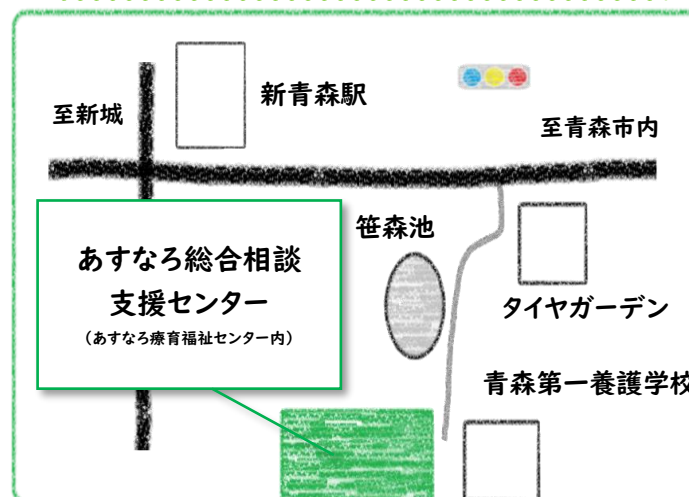 新青森駅
至新城
至青森市内
笹森池
あすなろ総合相談
支援センター
（あすなろ療育福祉センター内）
タイヤガーデン
青森第一養護学校